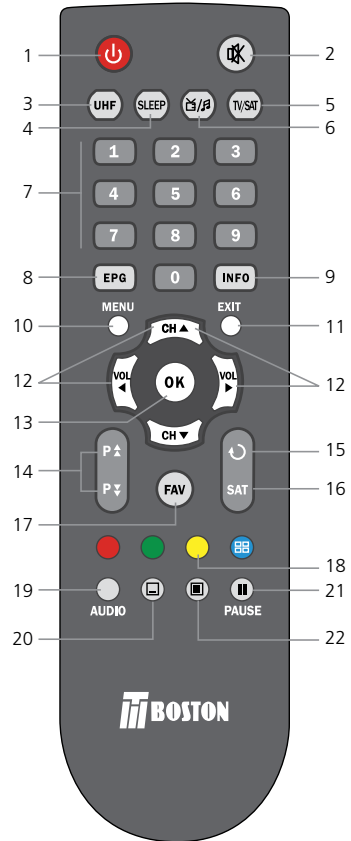 1
2
UHF SLEEP TV/SAT
3
4
5
6
1 2 3
4 5 6
7 8 9
7
EPG 0 INFO
8
9
MENU EXIT
10
11
CH
VOL OK VOL
CH
12
12
13
P
P
14
15
SAT
16
FAV
17
18
19
AUDIO PAUSE
21
20
22
BOSTON